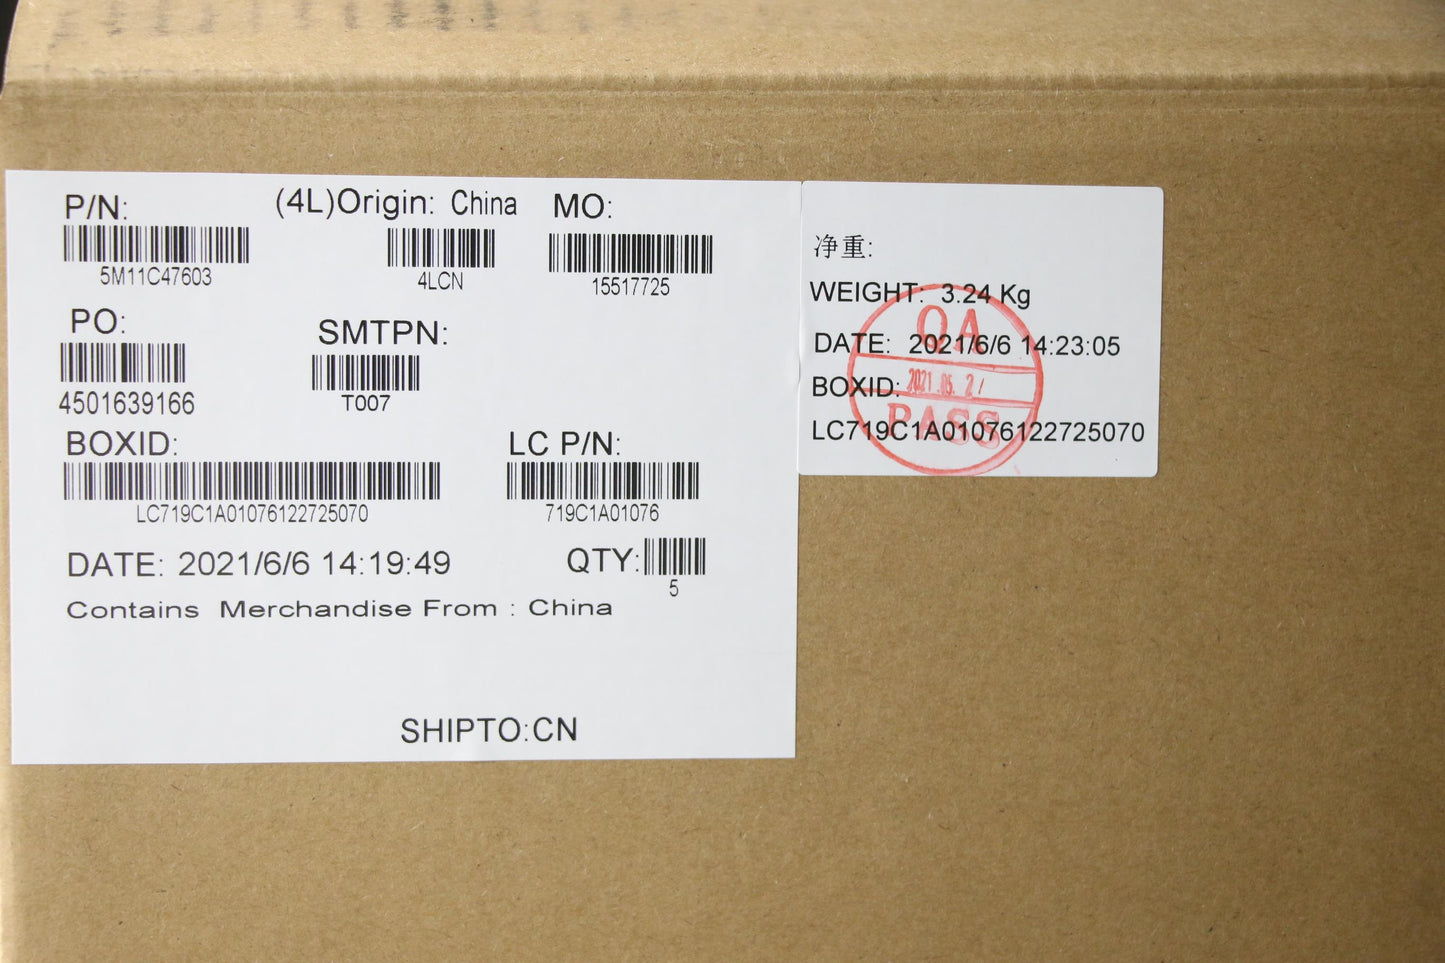 P/N: (4L)Origin: China MO:
5M11C47603 4LCN 15517725
PO: SMTPN:
4501639166 T007
BOXID: LC P/N:
LC719C1A01076122725070 719C1A01076
DATE: 2021/6/6 14:19:49 QTY:
5
Contains Merchandise From : China
SHIPTO:CN
净重:
WEIGHT: 3.24 Kg
DATE: 2021/6/6 14:23:05
BOXID:
LC719C1A01076122725070
QA
PASS